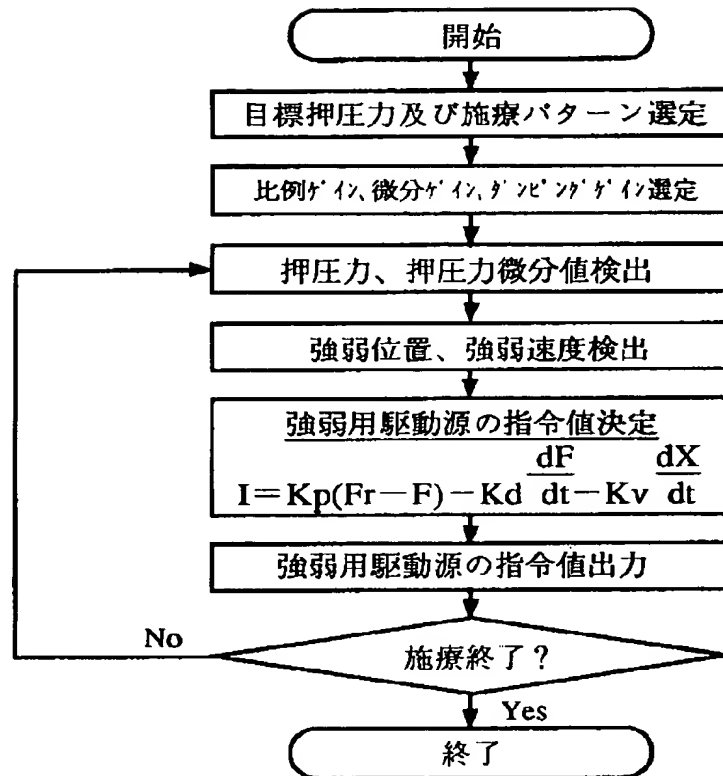 開始
目標押圧力及び施療パターン選定
比例ゲイン、微分ゲイン、ダンピングゲイン選定
押圧力、押圧力微分値検出
強弱位置、強弱速度検出
強弱用駆動源の指令値決定
I=Kp(Fr-F)-Kd dF/dt-Kv dX/dt
強弱用駆動源の指令値出力
施療終了?
No
Yes
終了